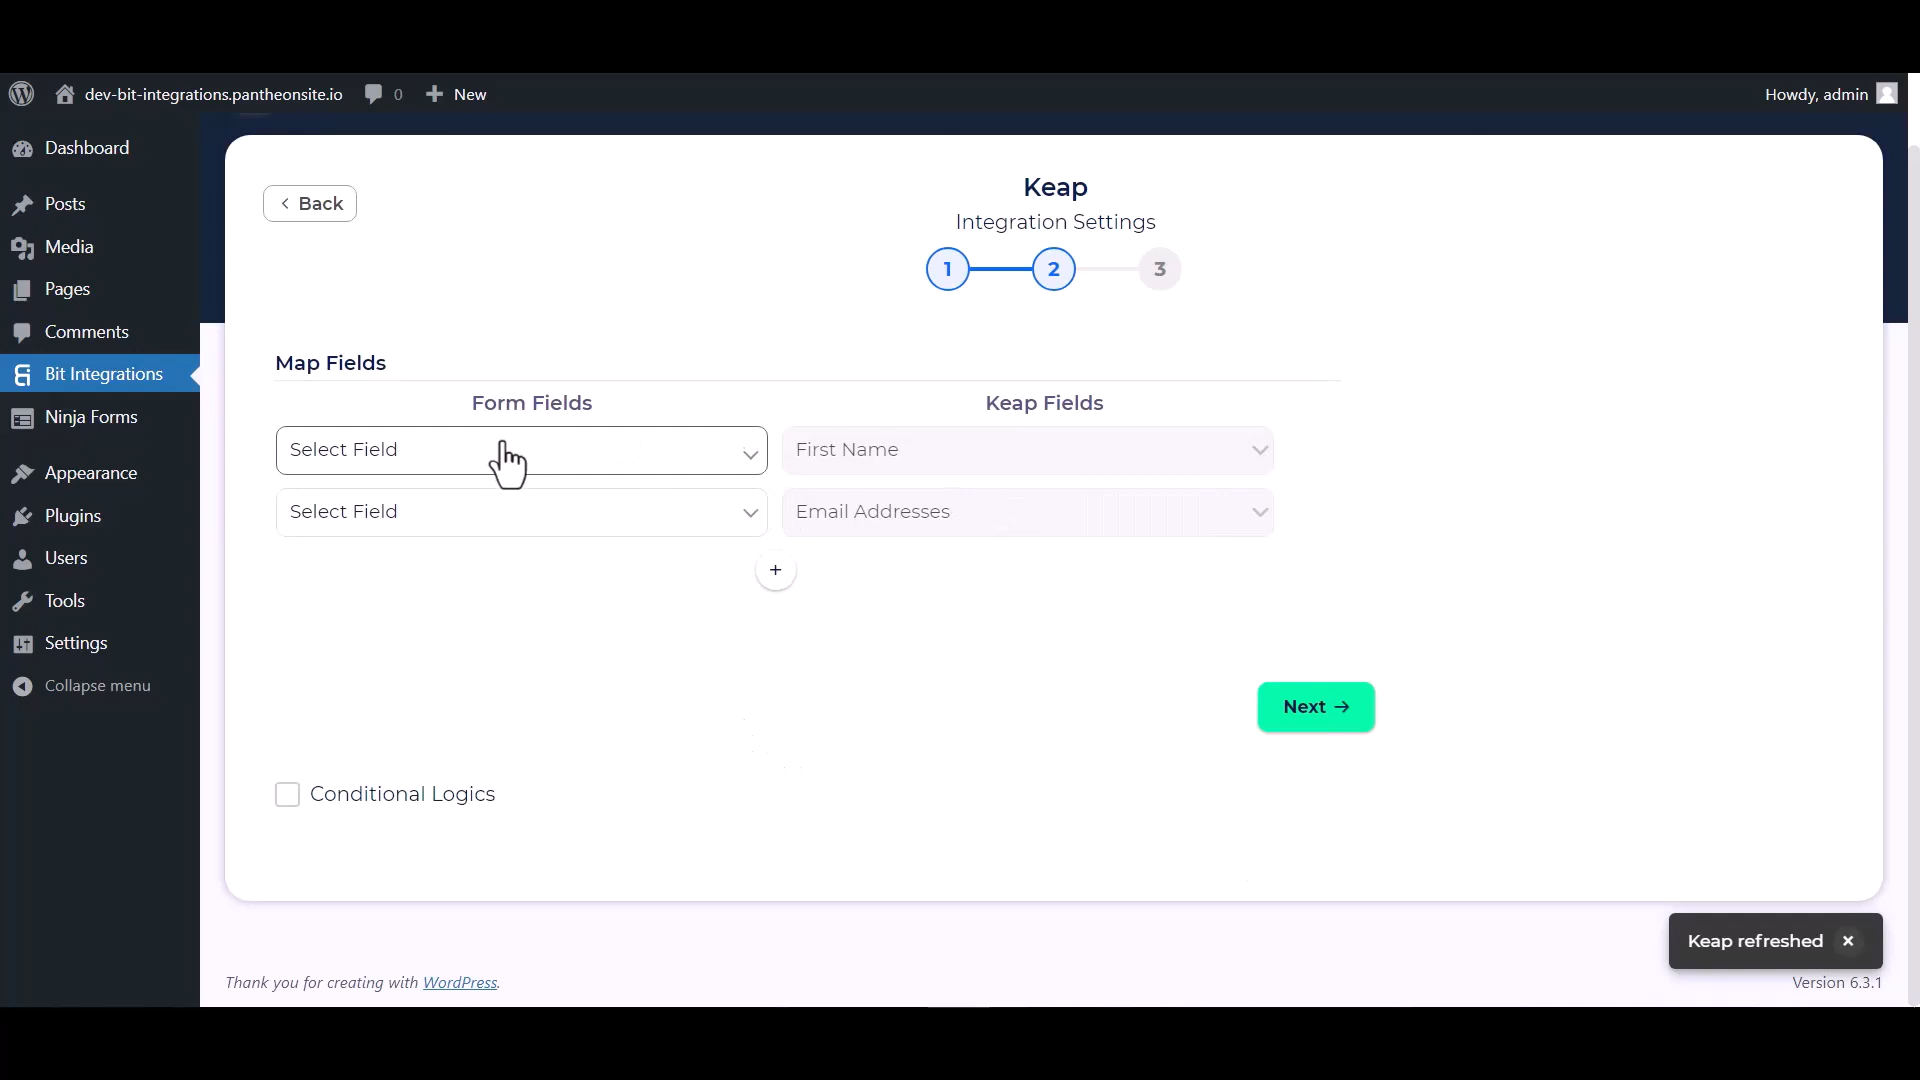 dev-bit-integrations.pantheonsite.io 0 New Howdy, admin
Dashboard
Posts
Media
Pages
Comments
Bit Integrations
Ninja Forms
Appearance
Plugins
Users
Tools
Settings
Collapse menu
Back
Keap
Integration Settings
1 2 3
Map Fields
Form Fields Keap Fields
Select Field First Name
Select Field Email Addresses
+
Next →
Conditional Logics
Keap refreshed ×
Thank you for creating with WordPress. Version 6.3.1